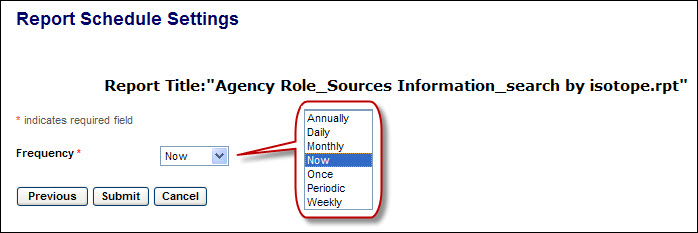 Report Schedule Settings
Report Title:"Agency Role_Sources Information_search by isotope.rpt"
* indicates required field
Frequency * Now
Annually
Daily
Monthly
Now
Once
Periodic
Weekly
Previous Submit Cancel